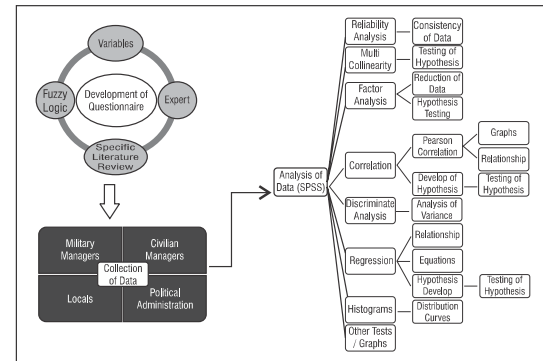 Variables
Fuzzy
Logic
Development of
Questionnaire
Expert
Specific
Literature
Review
Military
Managers
Civilian
Managers
Collection
of Data
Locals
Political
Administration
Analysis of
Data (SPSS)
Reliability
Analysis
Consistency
of Data
Multi
Collinearity
Testing of
Hypothesis
Factor
Analysis
Reduction of
Data
Hypothesis
Testing
Correlation
Pearson
Correlation
Graphs
Relationship
Develop of
Hypothesis
Testing of
Hypothesis
Discriminate
Analysis
Analysis of
Variance
Regression
Relationship
Equations
Hypothesis
Develop
Testing of
Hypothesis
Histograms
Distribution
Curves
Other Tests
/ Graphs